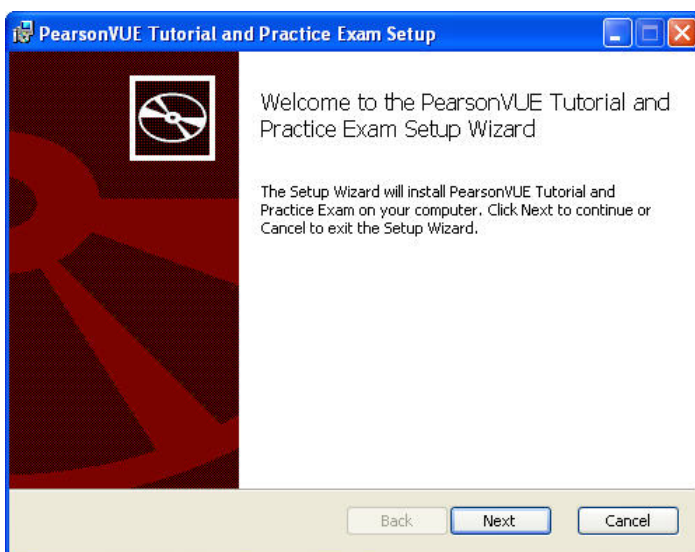 PearsonVUE Tutorial and Practice Exam Setup
Welcome to the PearsonVUE Tutorial and
Practice Exam Setup Wizard
The Setup Wizard will install PearsonVUE Tutorial and
Practice Exam on your computer. Click Next to continue or
Cancel to exit the Setup Wizard.
Back Next Cancel